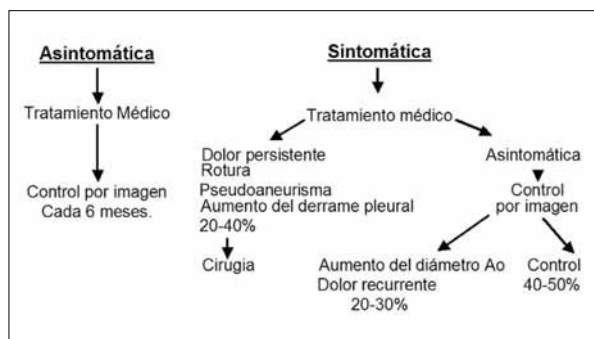 Asintomática
Tratamiento Médico
Control por imagen
Cada 6 meses.
Sintomática
Tratamiento médico
Dolor persistente
Rotura
Pseudoaneurisma
Aumento del derrame pleural
20-40%
Cirugia
Asintomática
Control
por imagen
Aumento del diámetro Ao
Dolor recurrente
20-30%
Control
40-50%